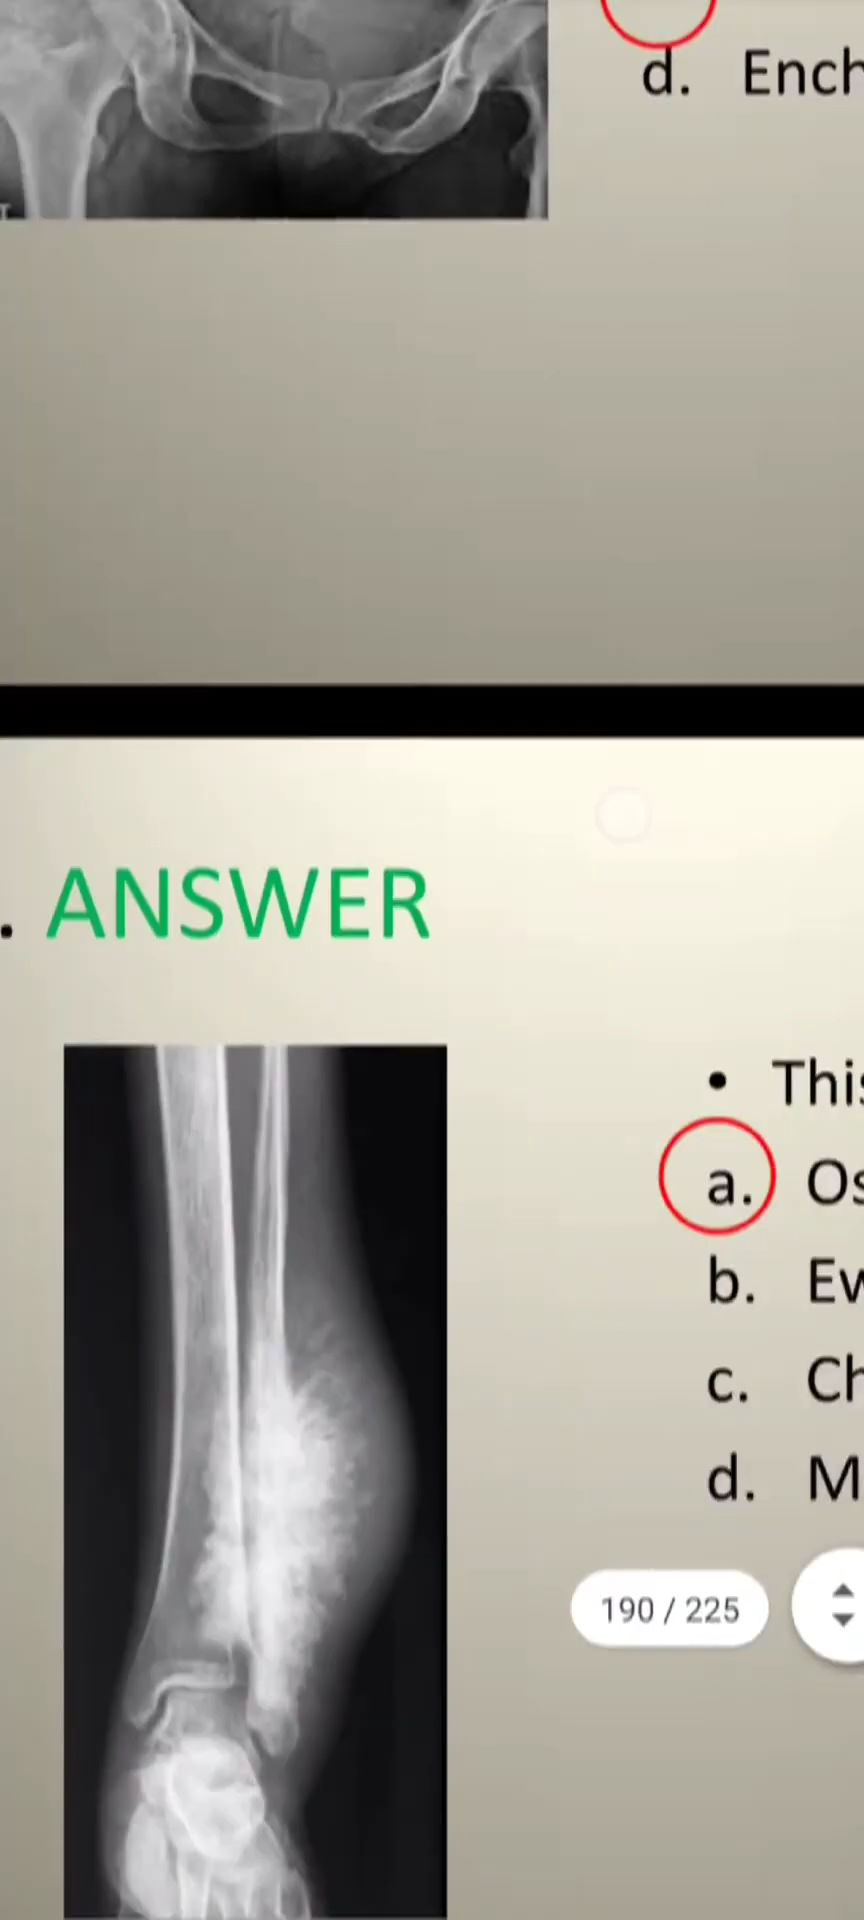 d. Ench
. ANSWER
• This
a. Os
b. Ew
c. Ch
d. M
190 / 225